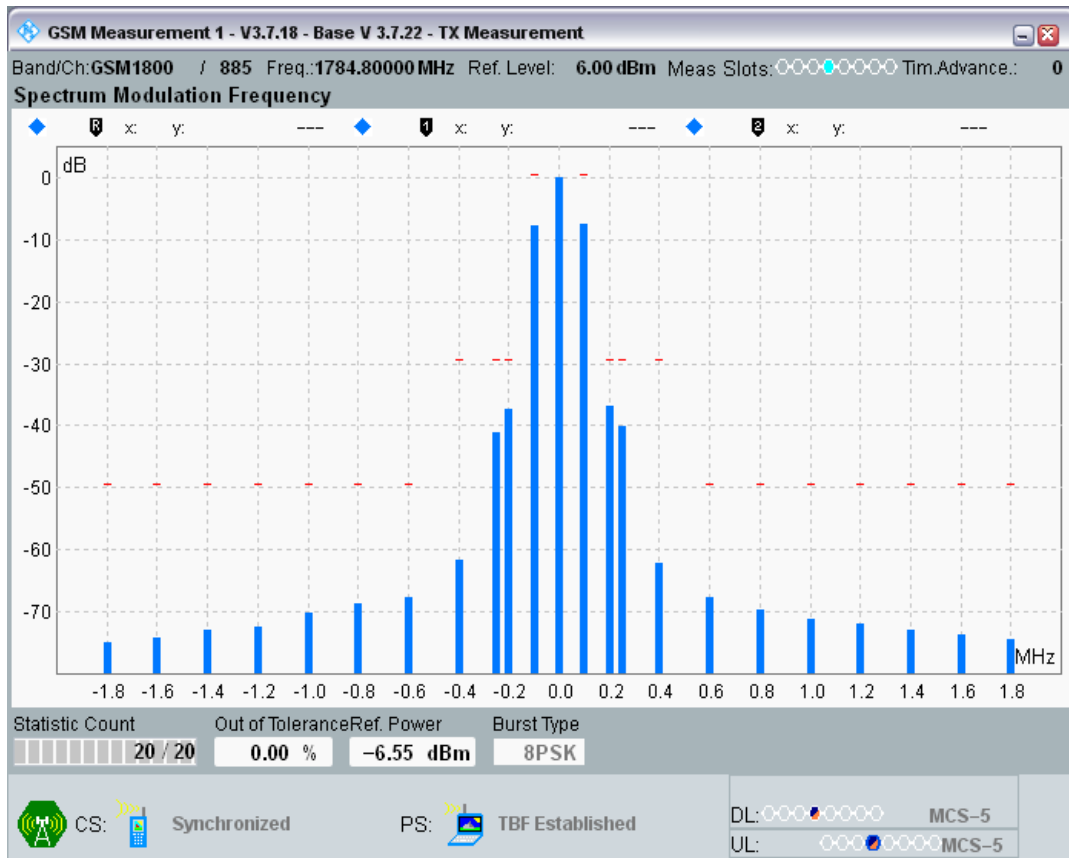 GSM Measurement 1 - V3.7.18 - Base V 3.7.22 - TX Measurement
Band/Ch:GSM1800 / 885 Freq.:1784.80000 MHz Ref. Level: 6.00 dBm Meas Slots: Tim.Advance.: 0
Spectrum Modulation Frequency
R x: y: --- 1 x: y: --- 2 x: y: ---
dB
0
-10
-20
-30
-40
-50
-60
-70
MHz
-1.8 -1.6 -1.4 -1.2 -1.0 -0.8 -0.6 -0.4 -0.2 0.0 0.2 0.4 0.6 0.8 1.0 1.2 1.4 1.6 1.8
Statistic Count Out of Tolerance Ref. Power Burst Type
20 / 20 0.00 % −6.55 dBm 8PSK
CS: Synchronized PS: TBF Established
DL: MCS−5
UL: MCS−5